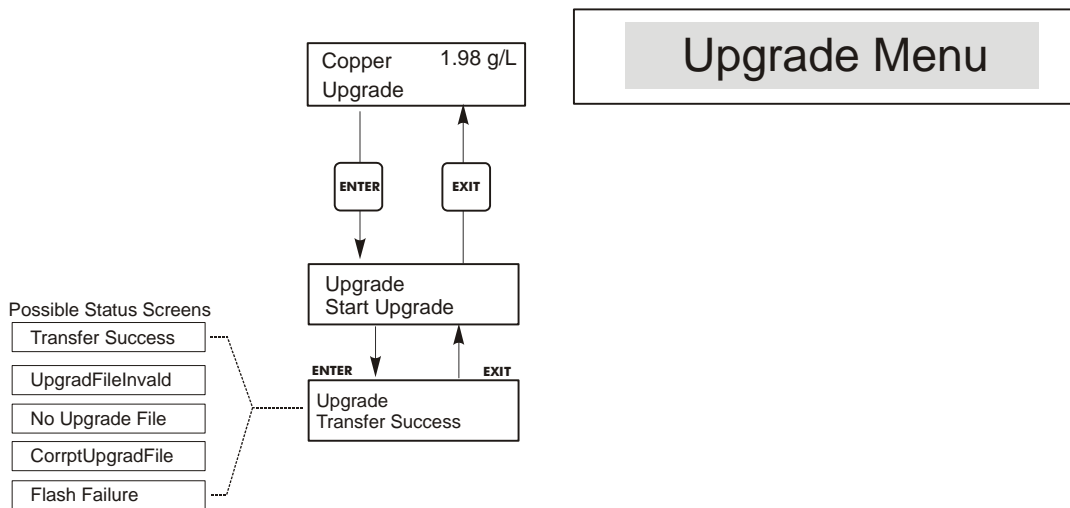 Upgrade Menu
Copper 1.98 g/L
Upgrade
ENTER EXIT
Upgrade
Start Upgrade
ENTER EXIT
Upgrade
Transfer Success
Possible Status Screens
Transfer Success
UpgradFileInvald
No Upgrade File
CorrptUpgradFile
Flash Failure